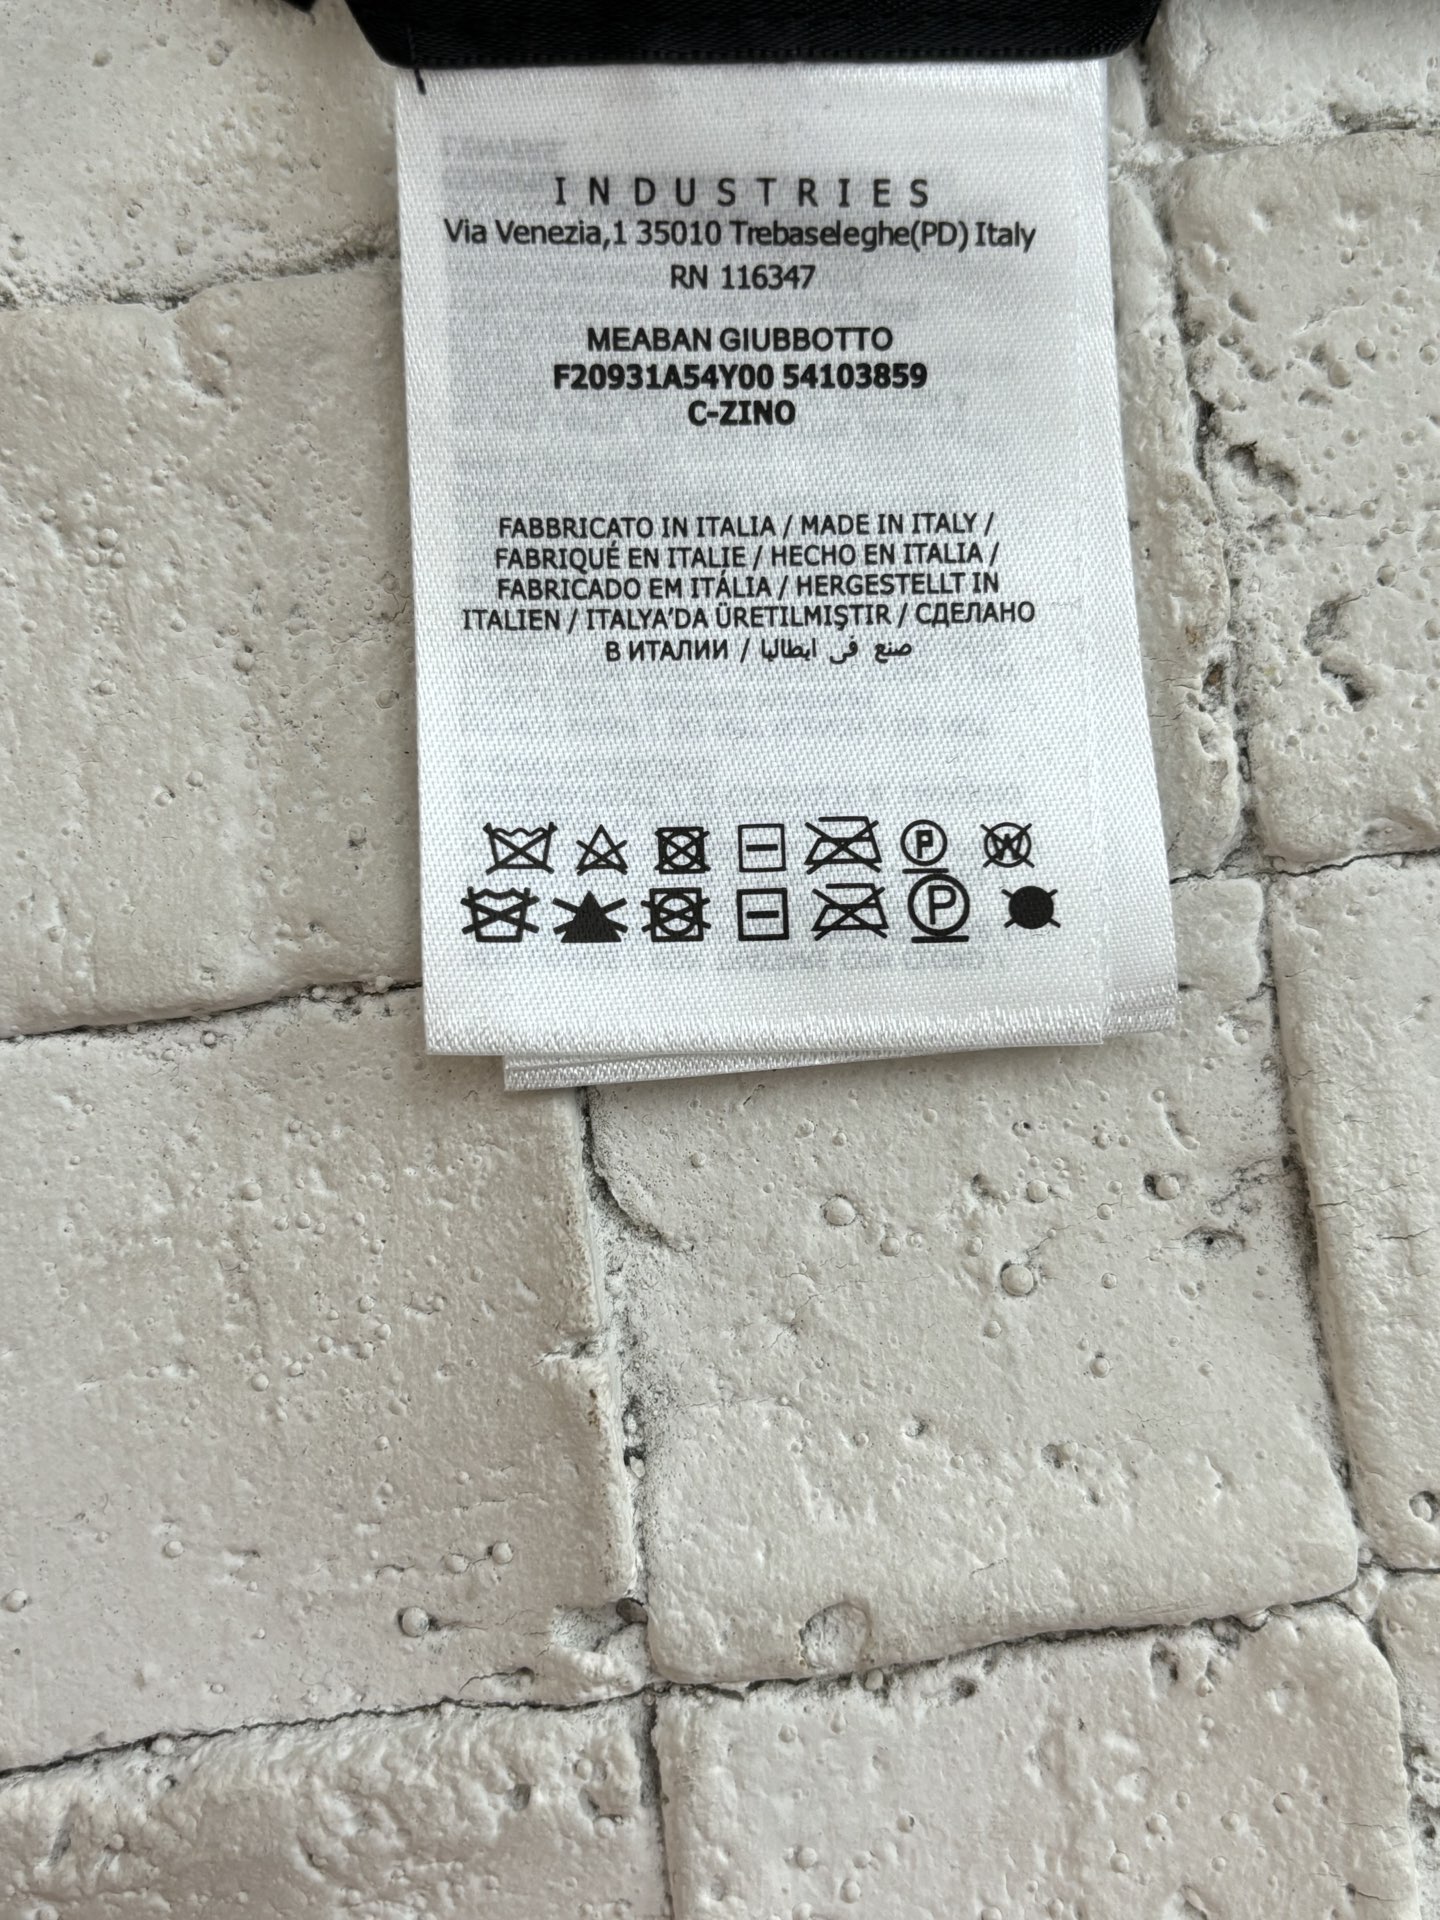 INDUSTRIES
Via Venezia,1 35010 Trebaseleghe(PD) Italy
RN 116347
MEABAN GIUBBOTTO
F20931A54Y00 54103859
C-ZINO
FABBRICATO IN ITALIA / MADE IN ITALY /
FABRIQUÉ EN ITALIE / HECHO EN ITALIA /
FABRICADO EM ITÁLIA / HERGESTELLT IN
ITALIEN / ITALYA'DA ÜRETILMIŞTIR / СДЕЛАНО
В ИТАЛИИ / صنع في ايطاليا
P W
P